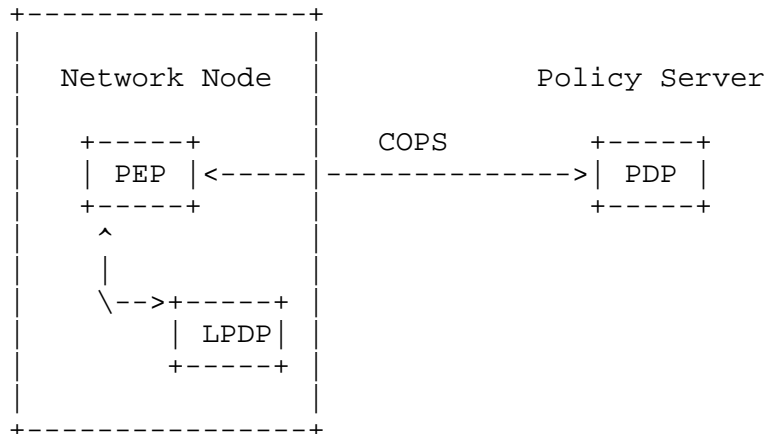 +----------------+
|                |
|  Network Node  |            Policy Server
|                |
|   +-----+      |   COPS        +-----+
|   | PEP |<-----|-------------->| PDP |
|   +-----+      |               +-----+
|    ^           |
|    |           |
|    \-->+-----+ |
|        | LPDP| |
|        +-----+ |
|                |
+----------------+